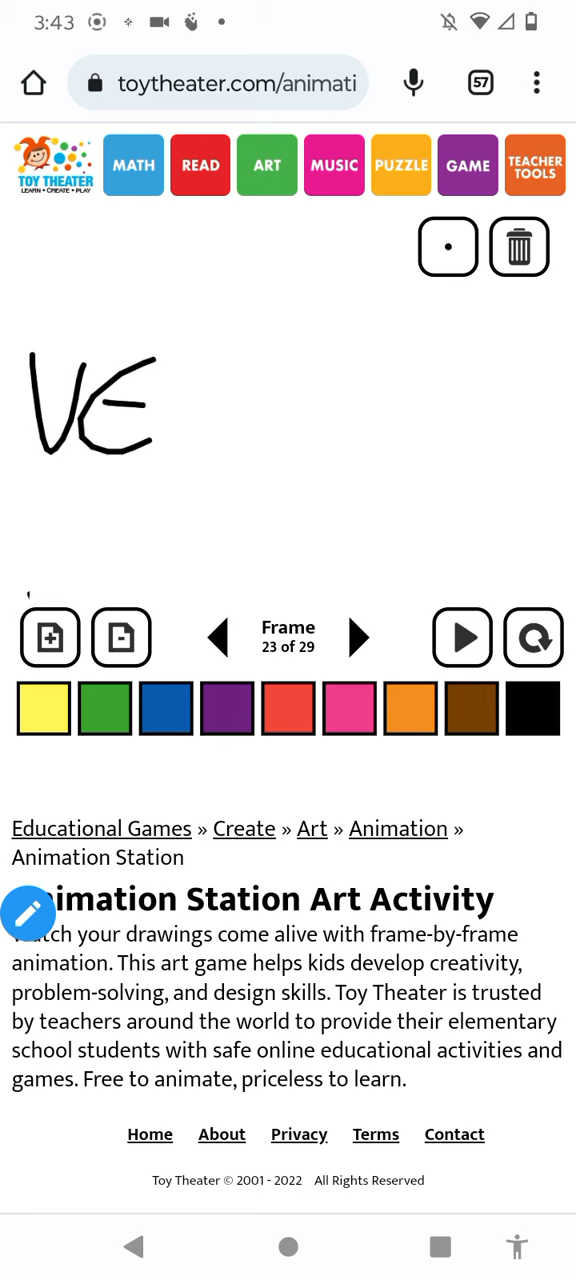 3:43
toytheater.com/animati
57
TOY THEATER
LEARN • CREATE • PLAY
MATH
READ
ART
MUSIC
PUZZLE
GAME
TEACHER
TOOLS
VE
Frame
23 of 29
Educational Games » Create » Art » Animation »
Animation Station
nimation Station Art Activity
tch your drawings come alive with frame-by-frame
animation. This art game helps kids develop creativity,
problem-solving, and design skills. Toy Theater is trusted
by teachers around the world to provide their elementary
school students with safe online educational activities and
games. Free to animate, priceless to learn.
Home About Privacy Terms Contact
Toy Theater © 2001 - 2022 All Rights Reserved